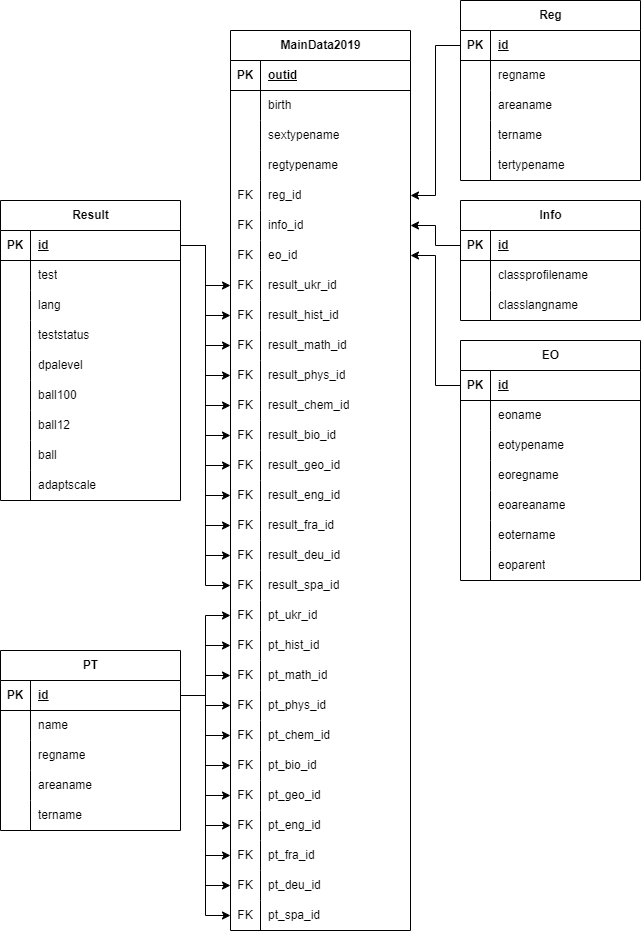 MainData2019
PK outid
birth
sextypename
regtypename
FK reg_id
FK info_id
FK eo_id
FK result_ukr_id
FK result_hist_id
FK result_math_id
FK result_phys_id
FK result_chem_id
FK result_bio_id
FK result_geo_id
FK result_eng_id
FK result_fra_id
FK result_deu_id
FK result_spa_id
FK pt_ukr_id
FK pt_hist_id
FK pt_math_id
FK pt_phys_id
FK pt_chem_id
FK pt_bio_id
FK pt_geo_id
FK pt_eng_id
FK pt_fra_id
FK pt_deu_id
FK pt_spa_id
Reg
PK id
regname
areaname
tername
tertypename
Result
PK id
test
lang
teststatus
dpalevel
ball100
ball12
ball
adaptscale
Info
PK id
classprofilename
classlangname
EO
PK id
eoname
eotypename
eoregname
eoareaname
eotername
eoparent
PT
PK id
name
regname
areaname
tername